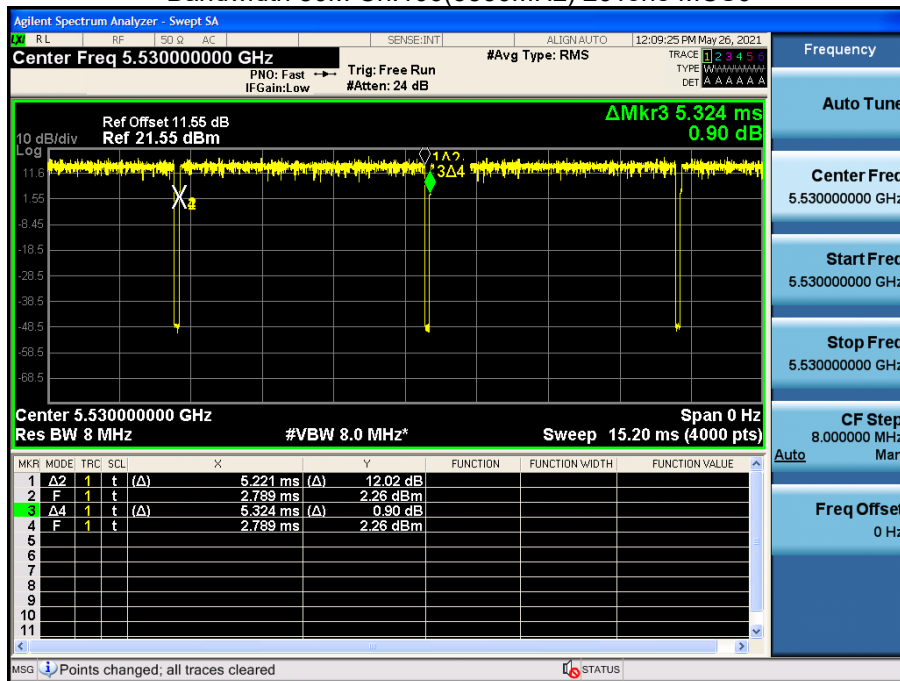 Agilent Spectrum Analyzer - Swept SA
LXI RL RF 50 Ω AC SENSE:INT ALIGN AUTO 12:09:25 PM May 26, 2021
Center Freq 5.530000000 GHz #Avg Type: RMS TRACE 1 2 3 4 5 6
PNO: Fast Trig: Free Run TYPE WWWWWW
IFGain:Low #Atten: 24 dB DET A A A A A A
Frequency
Auto Tune
Center Freq
5.530000000 GHz
Start Freq
5.530000000 GHz
Stop Freq
5.530000000 GHz
CF Step
8.000000 MHz
Auto Man
Freq Offset
0 Hz
ΔMkr3 5.324 ms
0.90 dB
Ref Offset 11.55 dB
10 dB/div Ref 21.55 dBm
Log
11.6
1.55
-8.45
-18.5
-28.5
-38.5
-48.5
-58.5
-68.5
3Δ4
Center 5.530000000 GHz Span 0 Hz
Res BW 8 MHz #VBW 8.0 MHz* Sweep 15.20 ms (4000 pts)
MKR MODE TRC SCL X Y FUNCTION FUNCTION WIDTH FUNCTION VALUE
1 Δ2 1 t (Δ) 5.221 ms (Δ) 12.02 dB
2 F 1 t 2.789 ms 2.26 dBm
3 Δ4 1 t (Δ) 5.324 ms (Δ) 0.90 dB
4 F 1 t 2.789 ms 2.26 dBm
5
6
7
8
9
10
11
MSG Points changed; all traces cleared STATUS